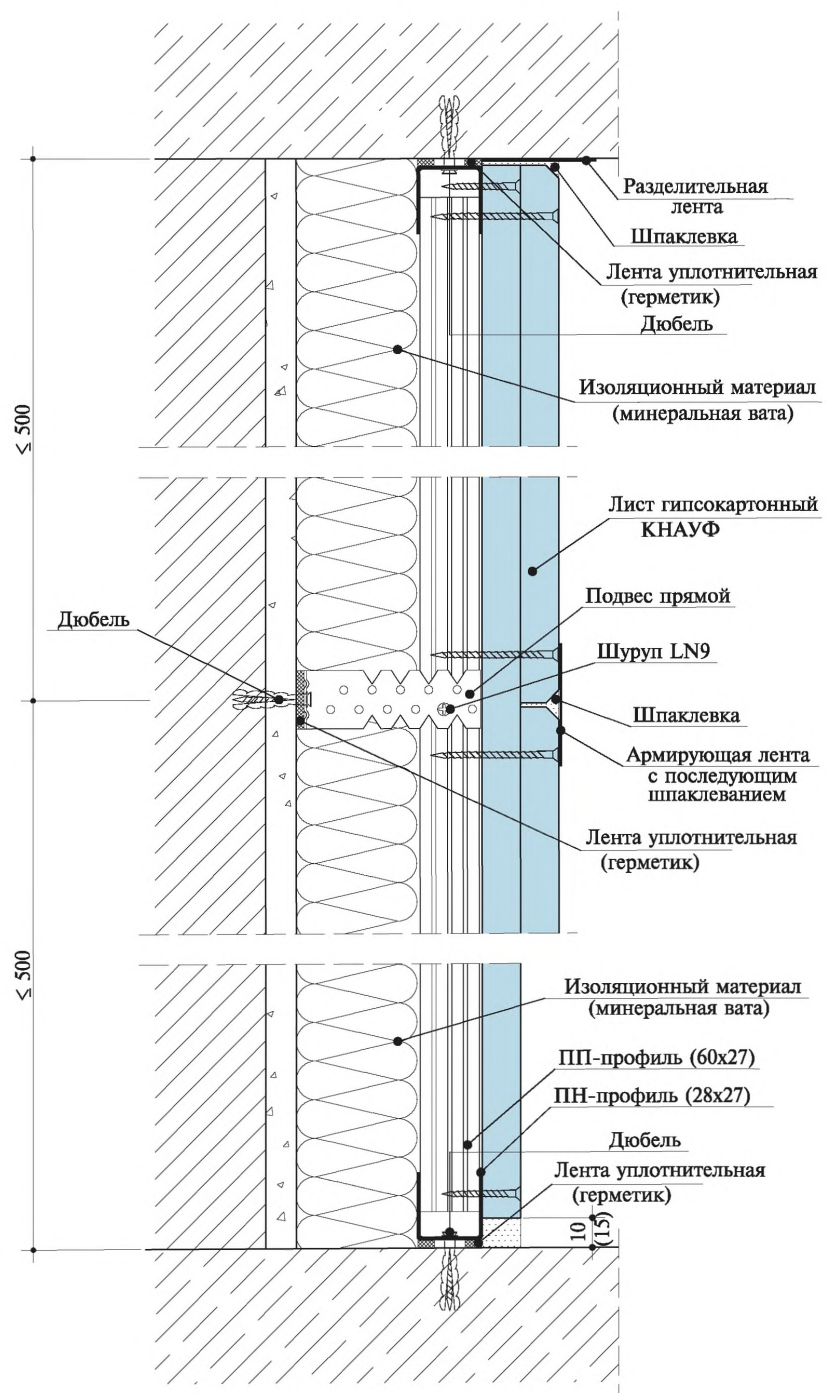 Разделительная
лента
Шпаклевка
Лента уплотнительная
(герметик)
Дюбель
Изоляционный материал
(минеральная вата)
≤ 500
Лист гипсокартонный
КНАУФ
Подвес прямой
Дюбель
Шуруп LN9
Шпаклевка
Армирующая лента
с последующим
шпаклеванием
Лента уплотнительная
(герметик)
≤ 500
Изоляционный материал
(минеральная вата)
ПП-профиль (60х27)
ПН-профиль (28х27)
Дюбель
Лента уплотнительная
(герметик)
10
(15)